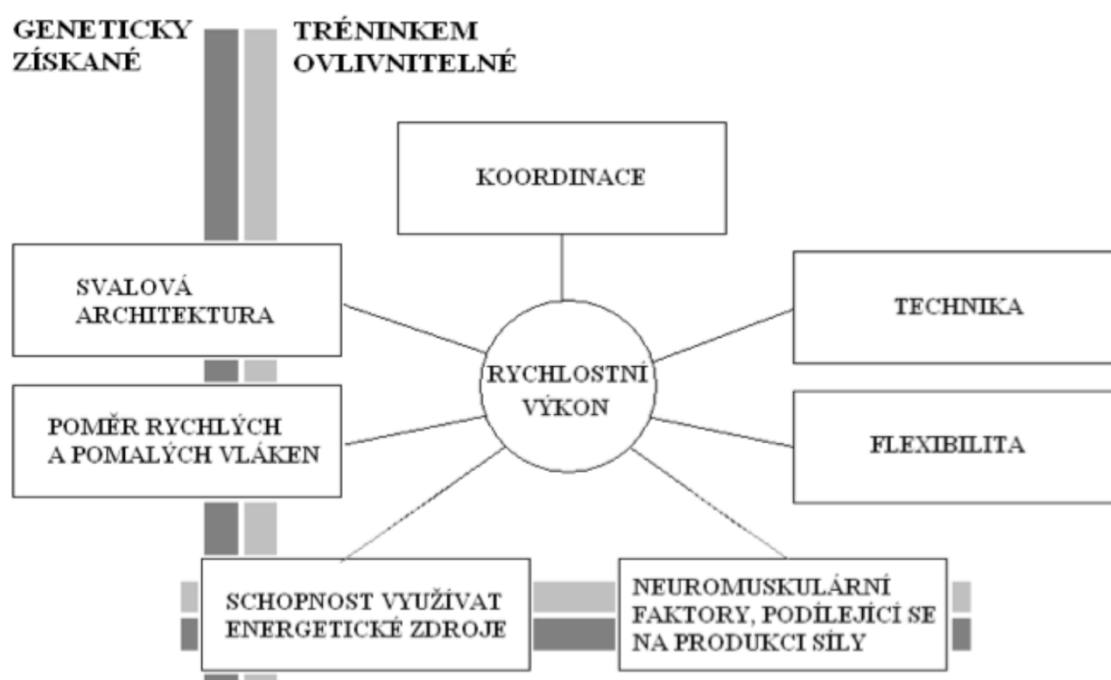 GENETICKY
ZÍSKANÉ
TRÉNINKEM
OVLIVNITELNÉ
KOORDINACE
SVALOVÁ
ARCHITEKTURA
TECHNIKA
RYCHLOSTNÍ
VÝKON
POMĚR RYCHLÝCH
A POMALÝCH VLÁKEN
FLEXIBILITA
SCHOPNOST VYUŽÍVAT
ENERGETICKÉ ZDROJE
NEUROMUSKULÁRNÍ
FAKTORY, PODÍLEJÍCÍ SE
NA PRODUKCI SÍLY